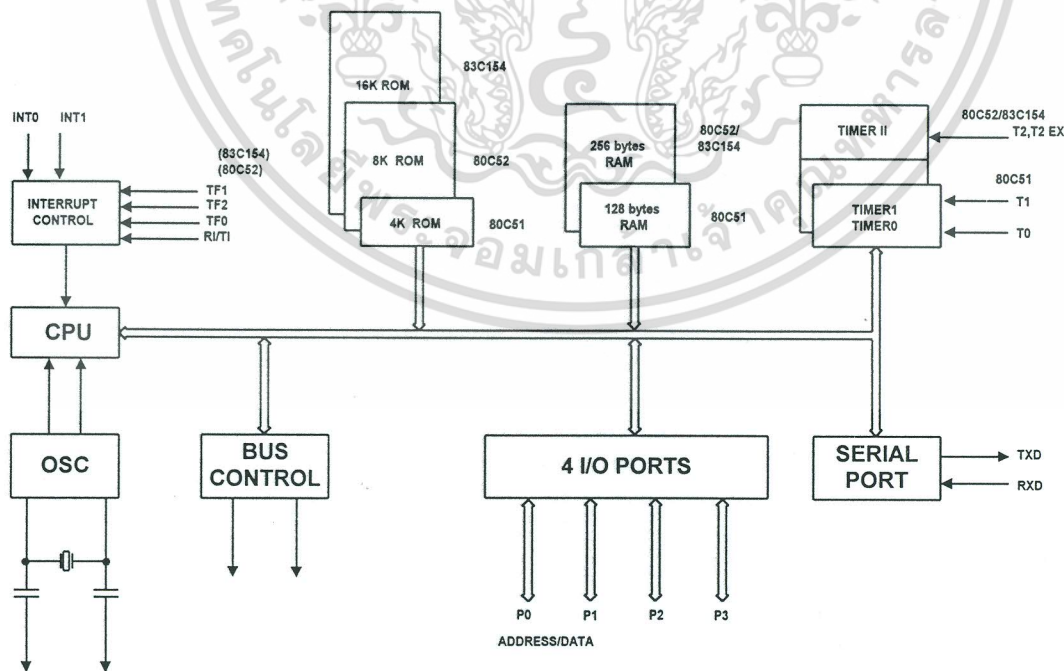 83C154
16K ROM
INT0
INT1
(83C154)
(80C52)
8K ROM
80C52
4K ROM
80C51
INTERRUPT
CONTROL
TF1
TF2
TF0
RI/TI
256 bytes
RAM
80C52/
83C154
128 bytes
RAM
80C51
TIMER II
80C52/83C154
T2,T2 EX
80C51
TIMER1
TIMER0
T1
T0
CPU
OSC
BUS
CONTROL
4 I/O PORTS
SERIAL
PORT
TXD
RXD
P0
P1
P2
P3
ADDRESS/DATA